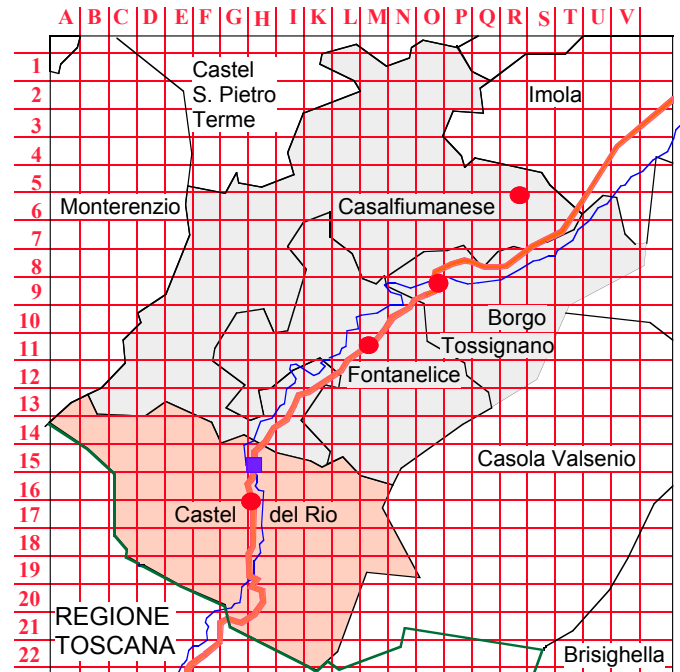 A B C D E F G H I K L M N O P Q R S T U V
1
Castel
2
S. Pietro
Imola
Terme
3
4
5
Monterenzio
Casalfiumanese
6
7
8
9
10
Borgo
11
Tossignano
12
Fontanelice
13
14
15
Casola Valsenio
16
17
Castel del Rio
18
19
20
REGIONE
21
TOSCANA
22
Brisighella